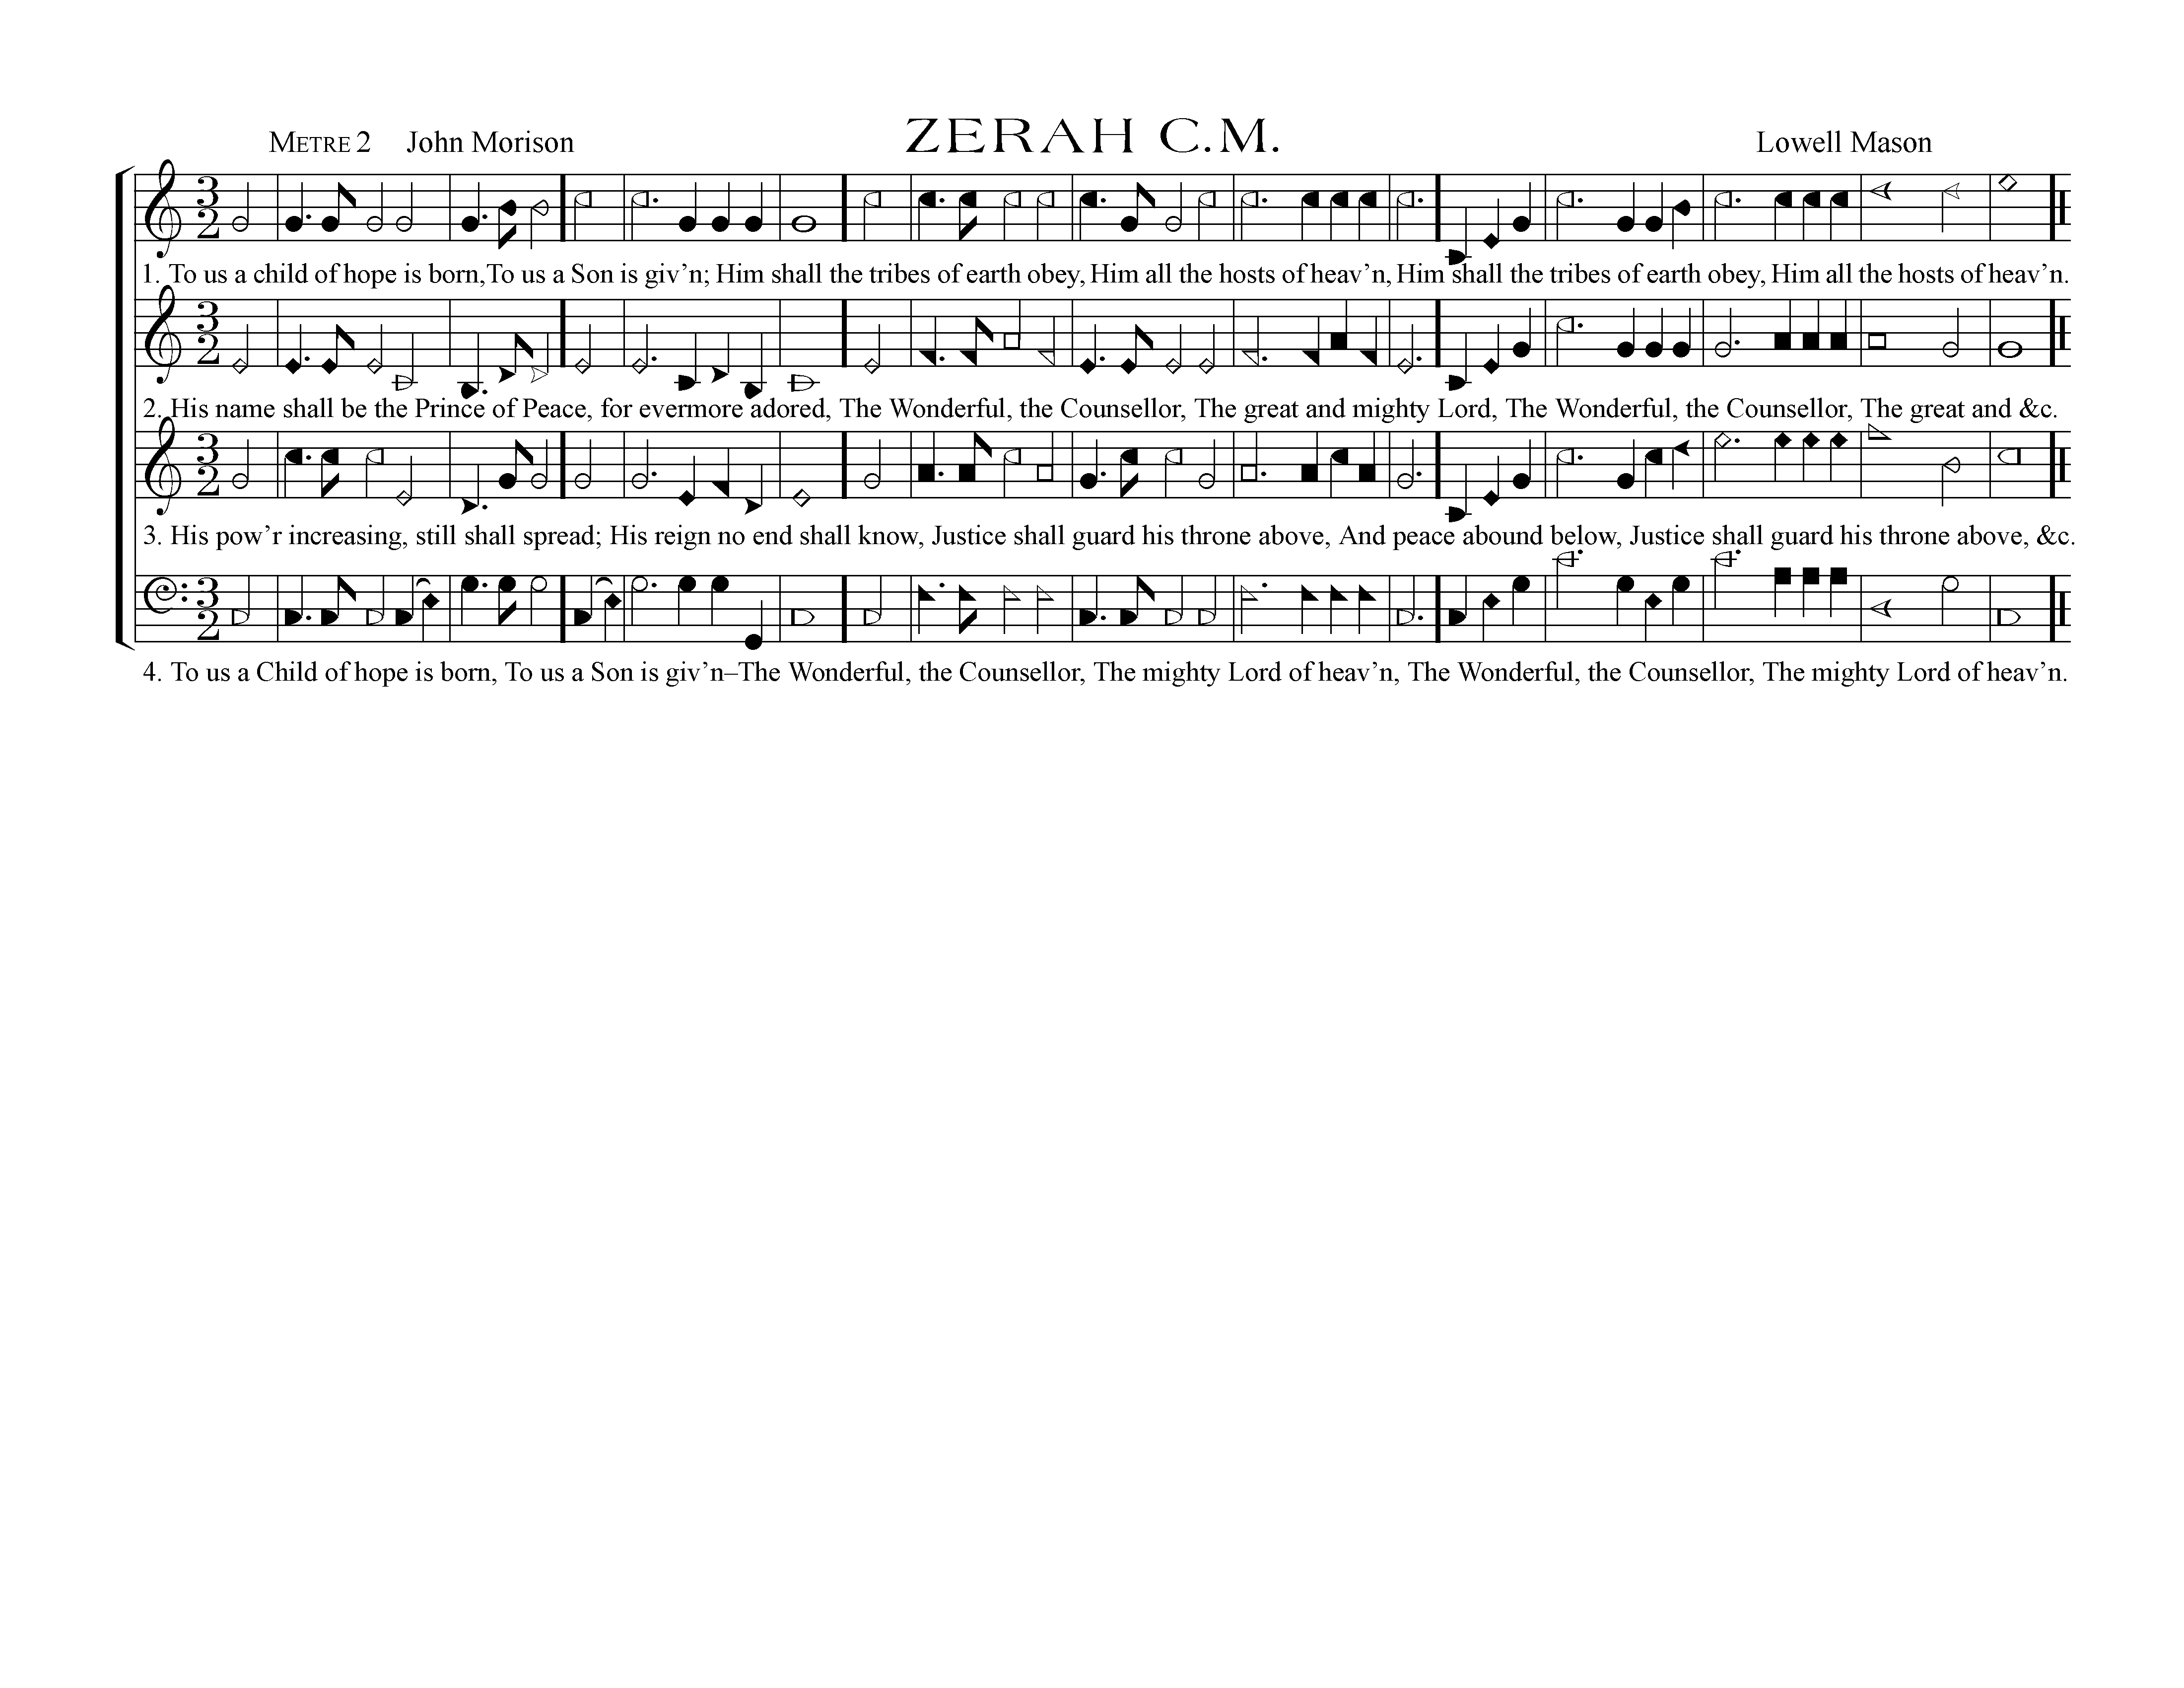 METRE 2 John Morison ZERAH C.M. Lowell Mason
3 2
1. To us a child of hope is born,To us a Son is giv’n; Him shall the tribes of earth obey, Him all the hosts of heav’n, Him shall the tribes of earth obey, Him all the hosts of heav’n.
3 2
2. His name shall be the Prince of Peace, for evermore adored, The Wonderful, the Counsellor, The great and mighty Lord, The Wonderful, the Counsellor, The great and &c.
3 2
3. His pow’r increasing, still shall spread; His reign no end shall know, Justice shall guard his throne above, And peace abound below, Justice shall guard his throne above, &c.
3 2
4. To us a Child of hope is born, To us a Son is giv’n–The Wonderful, the Counsellor, The mighty Lord of heav’n, The Wonderful, the Counsellor, The mighty Lord of heav’n.